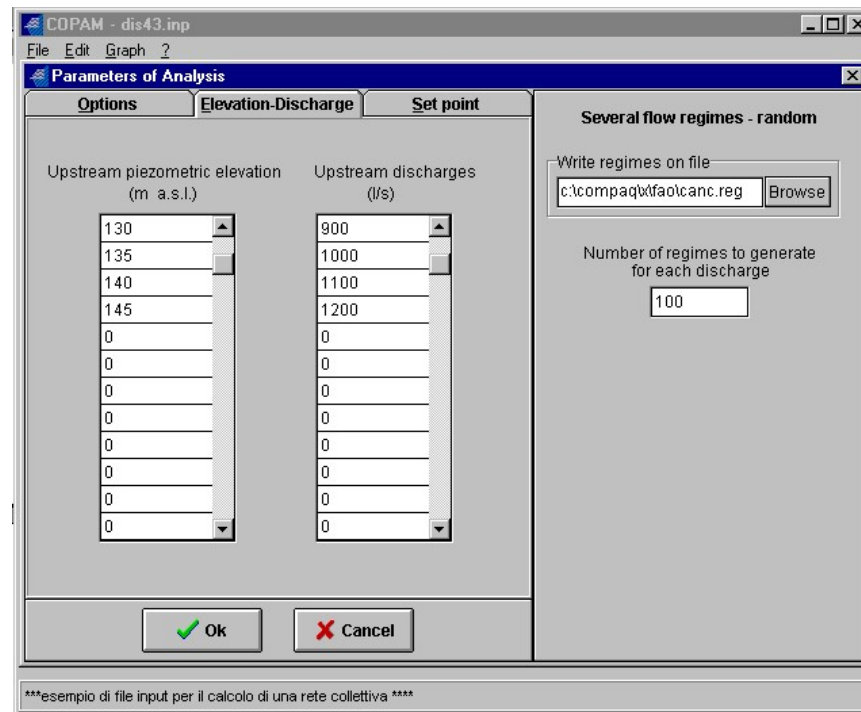 COPAM - dis43.inp
File Edit Graph ?
Parameters of Analysis
Options Elevation-Discharge Set point
Upstream piezometric elevation
(m a.s.l.)
Upstream discharges
(l/s)
130 900
135 1000
140 1100
145 1200
0 0
0 0
0 0
0 0
0 0
0 0
0 0
0 0
Ok Cancel
Several flow regimes - random
Write regimes on file
c:\compaq\x\fao\canc.reg Browse
Number of regimes to generate
for each discharge
100
***esempio di file input per il calcolo di una rete collettiva ****